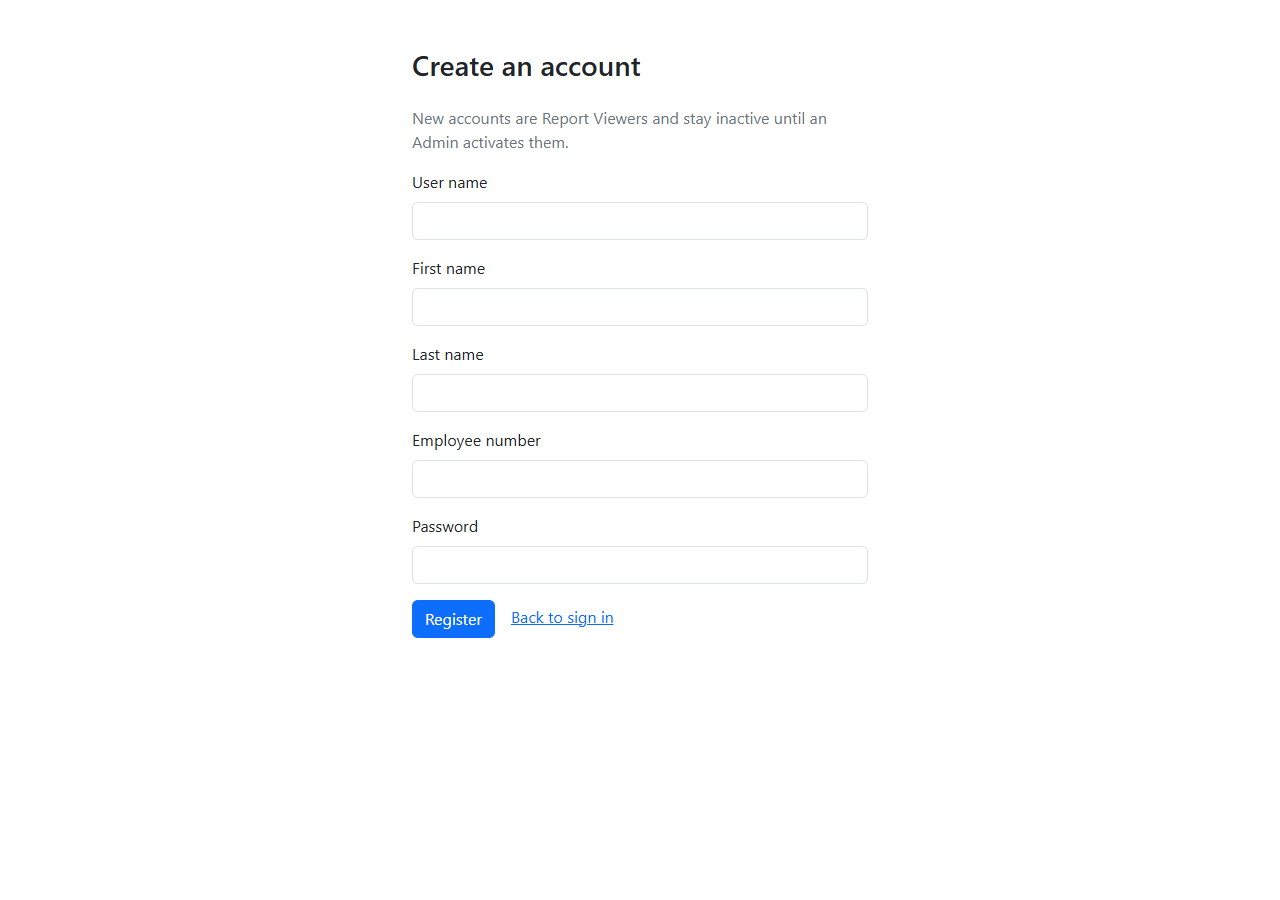 Create an account
New accounts are Report Viewers and stay inactive until an
Admin activates them.
User name
First name
Last name
Employee number
Password
Register Back to sign in